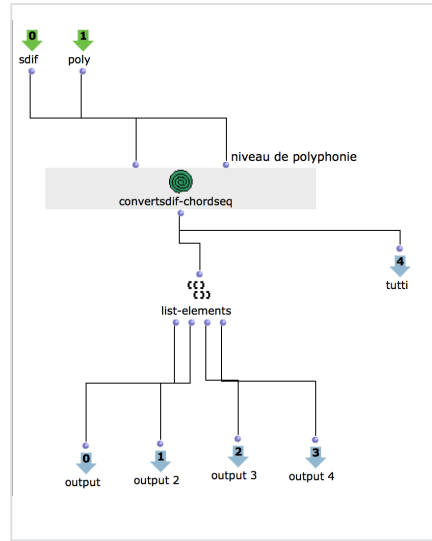 0 1
sdif poly
niveau de polyphonie
convertsdif-chordseq
4
tutti
list-elements
0 1 2 3
output output 2 output 3 output 4